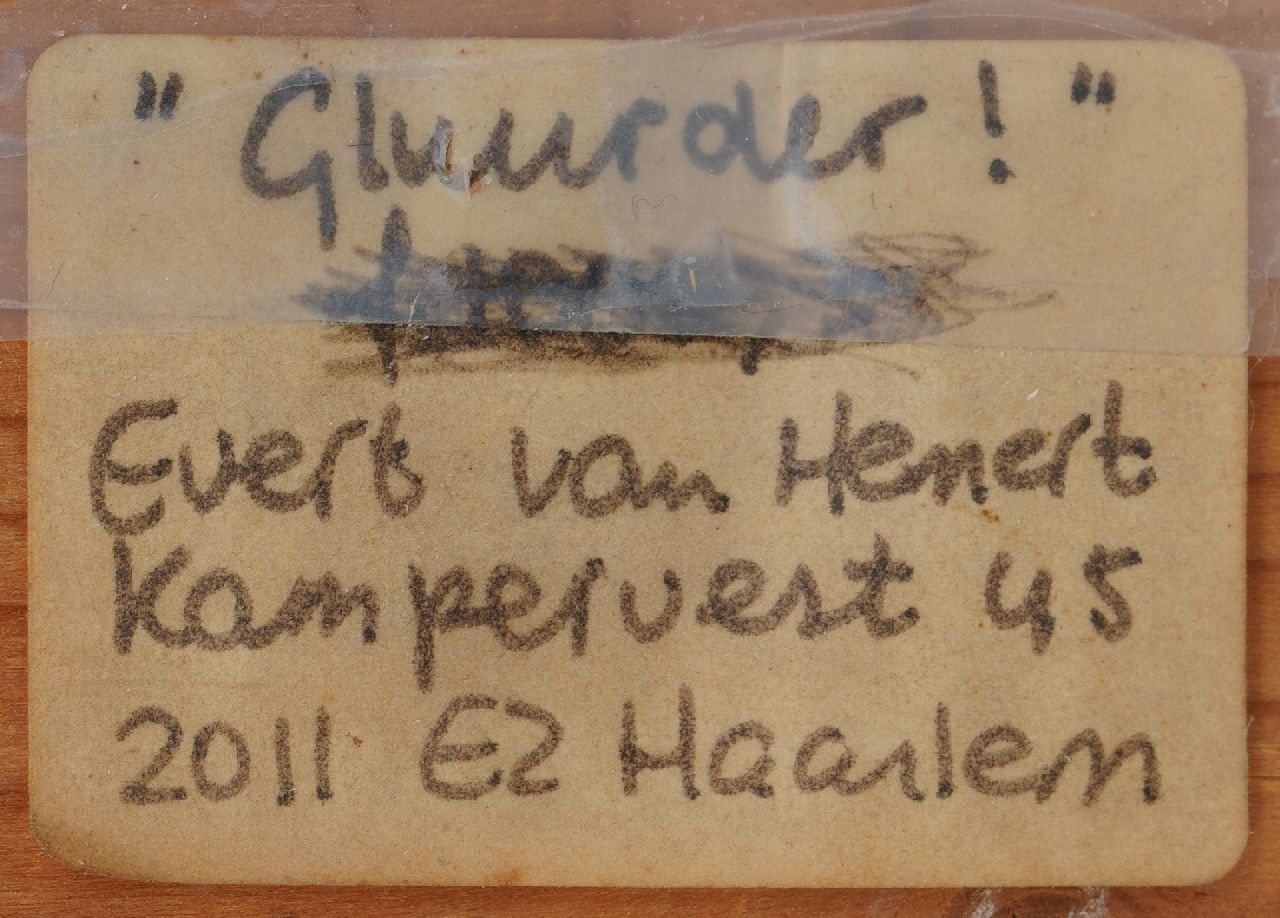 "Gluurder!"
Evert van Hemert
Kampervest 45
2011 EZ Haarlem